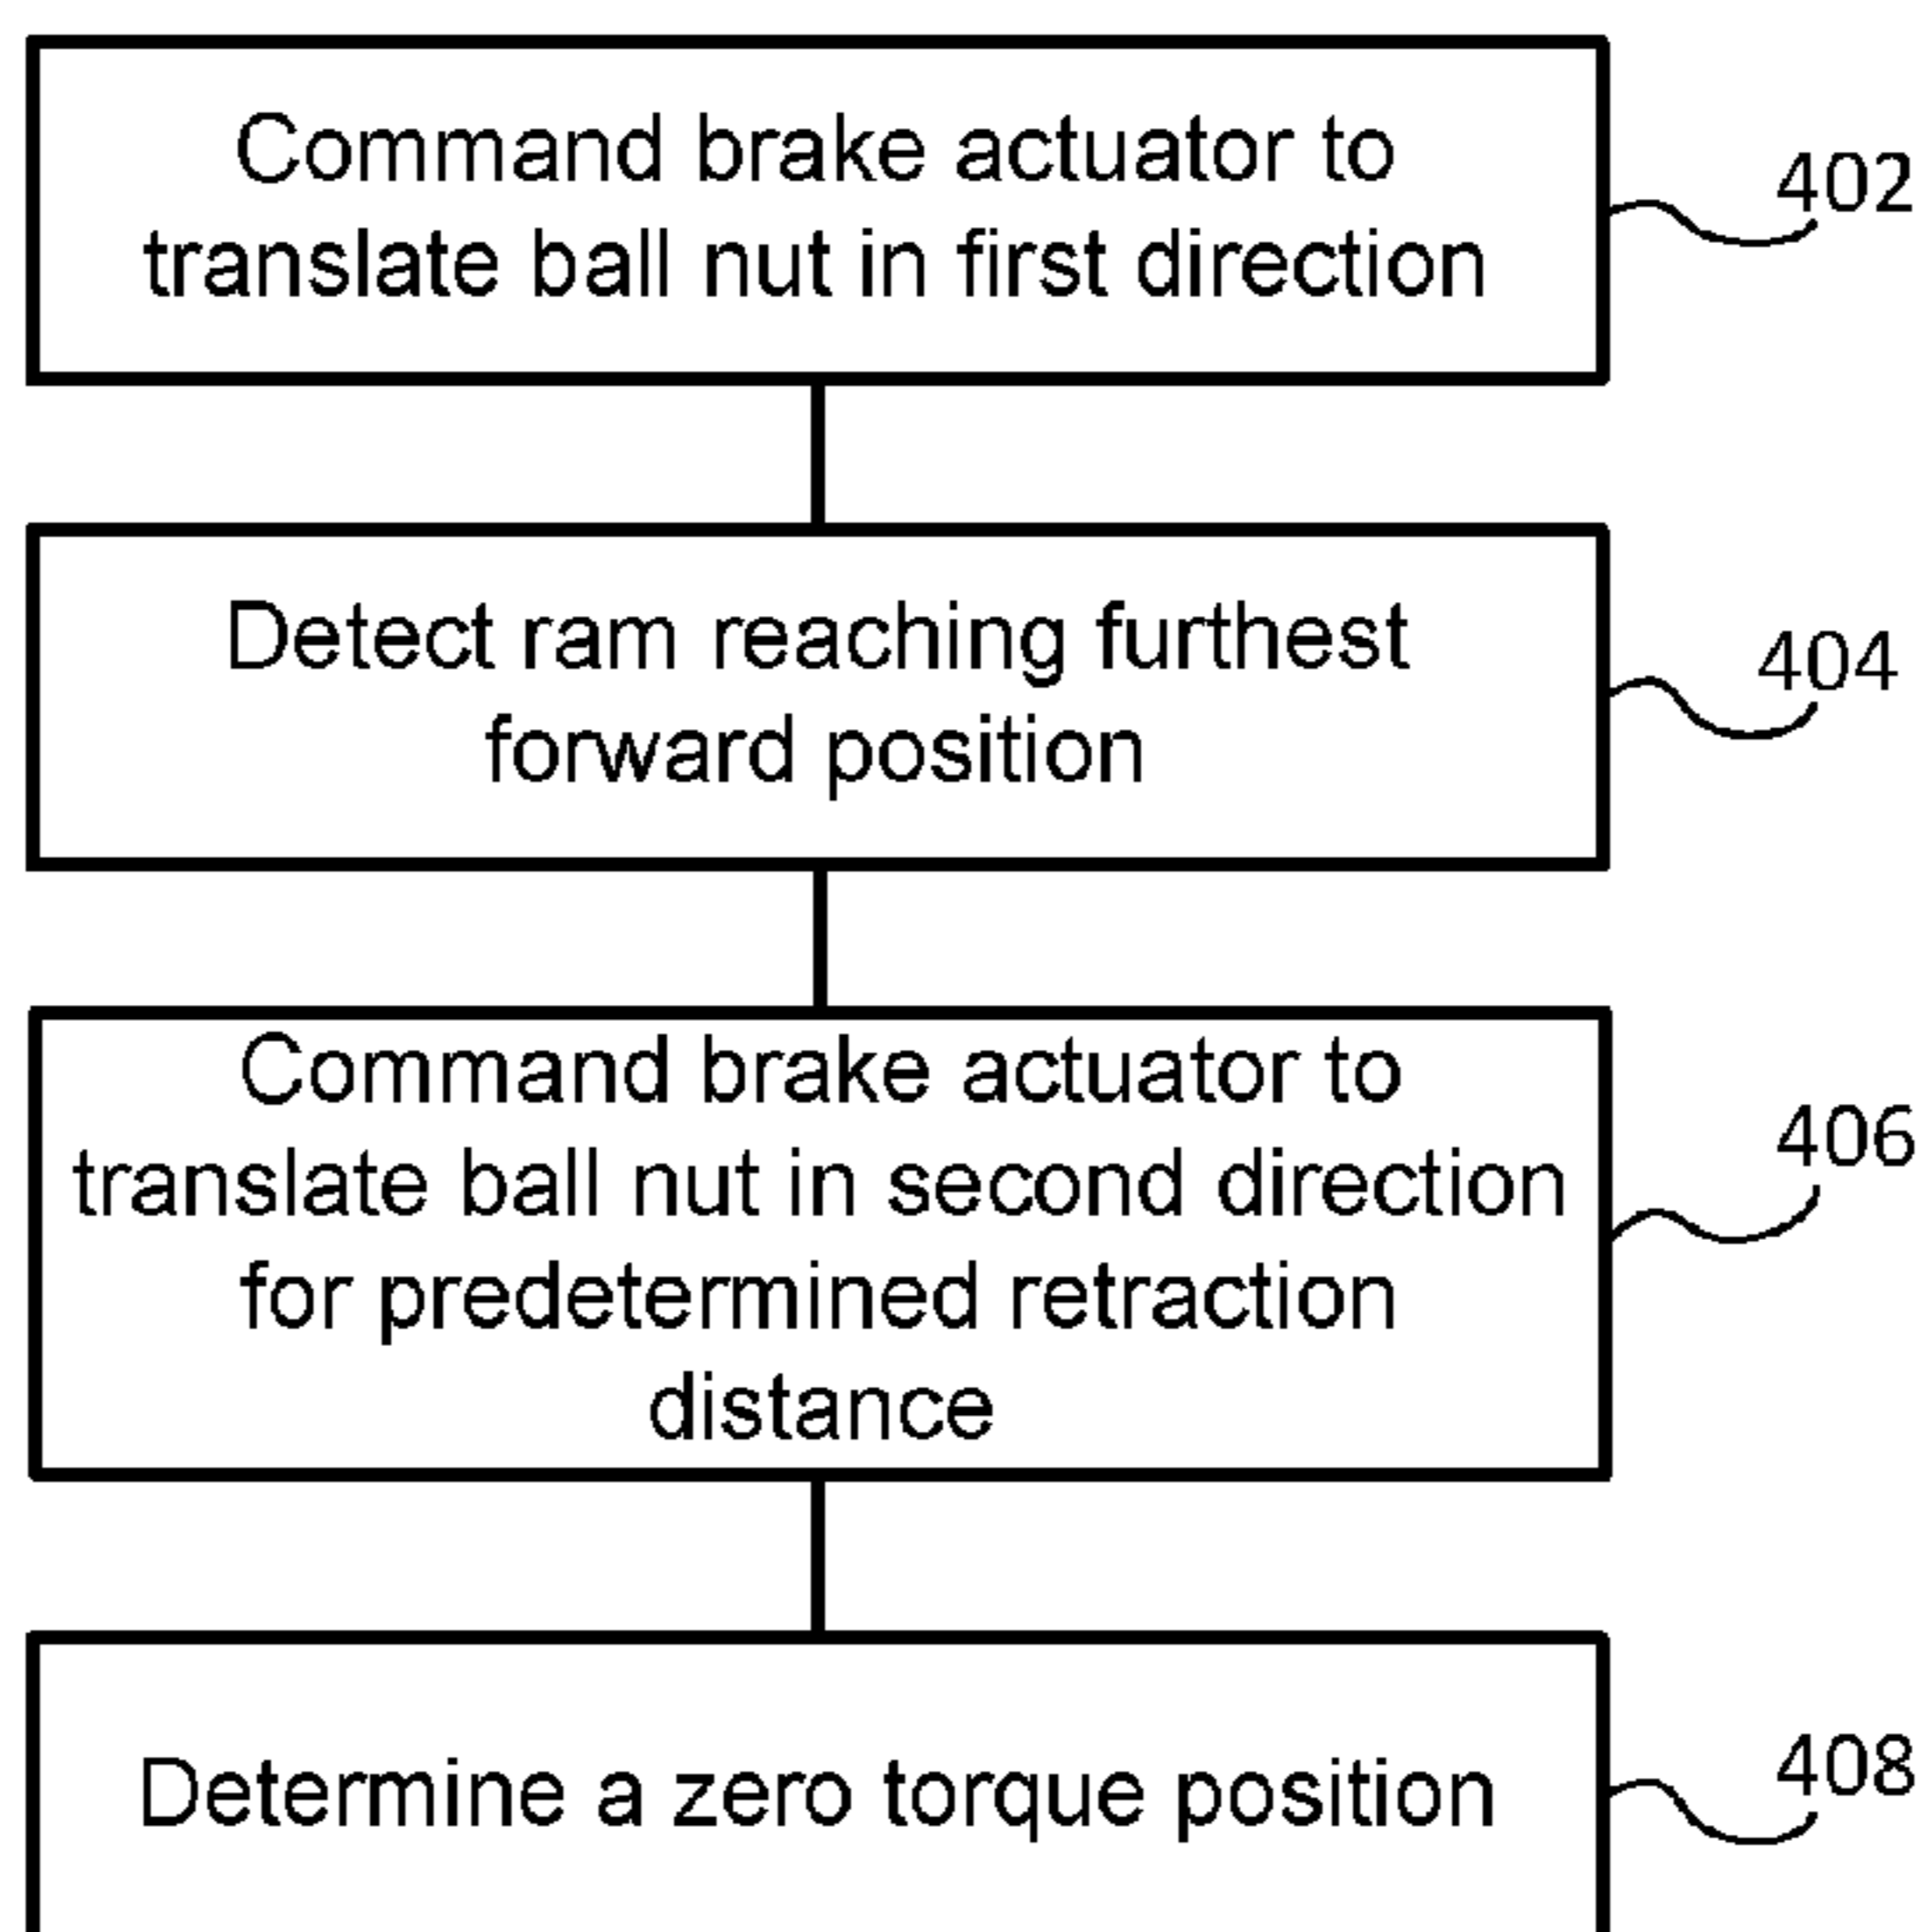 Command brake actuator to
translate ball nut in first direction
402
Detect ram reaching furthest
forward position
404
Command brake actuator to
translate ball nut in second direction
for predetermined retraction
distance
406
Determine a zero torque position
408